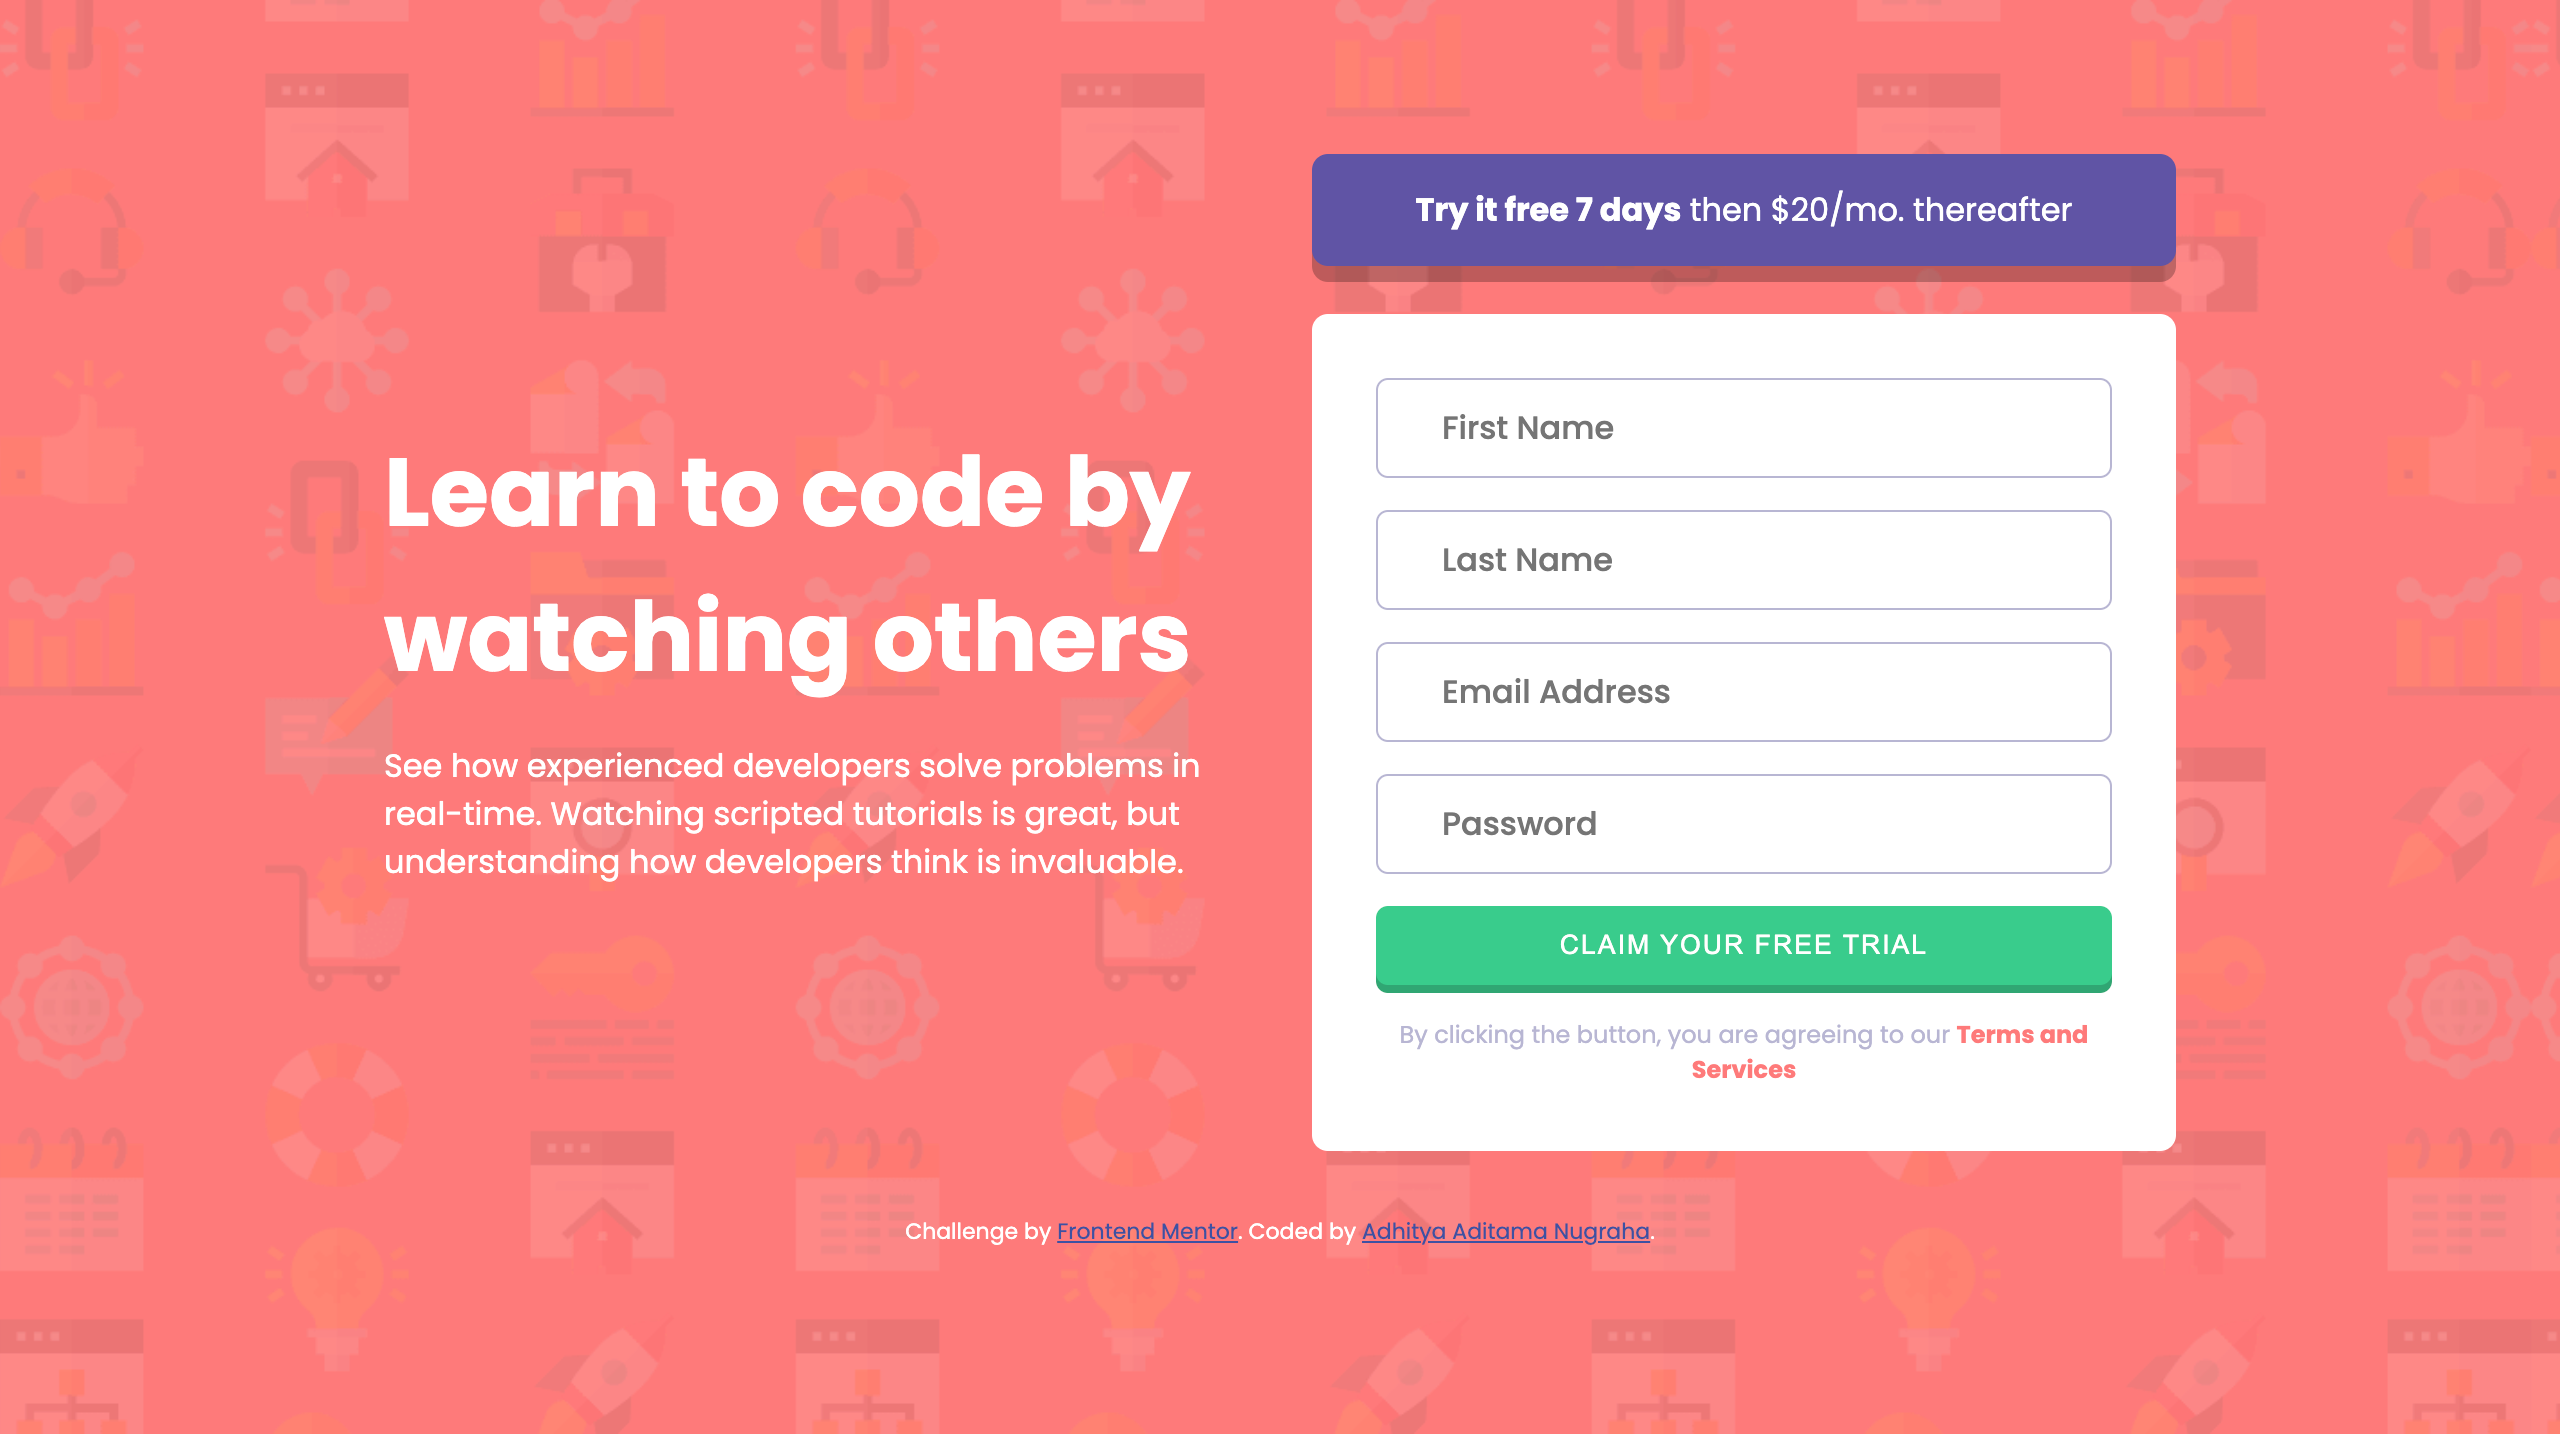 Learn to code by
watching others
See how experienced developers solve problems in
real-time. Watching scripted tutorials is great, but
understanding how developers think is invaluable.
Try it free 7 days then $20/mo. thereafter
First Name
Last Name
Email Address
Password
CLAIM YOUR FREE TRIAL
By clicking the button, you are agreeing to our Terms and
Services
Challenge by Frontend Mentor. Coded by Adhitya Aditama Nugraha.